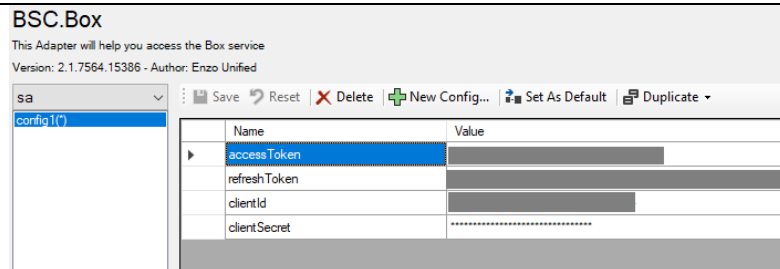 BSC.Box
This Adapter will help you access the Box service
Version: 2.1.7564.15386 - Author: Enzo Unified
sa Save Reset Delete New Config... Set As Default Duplicate
config1(*)
Name Value
accessToken
refreshToken
clientId
clientSecret ********************************